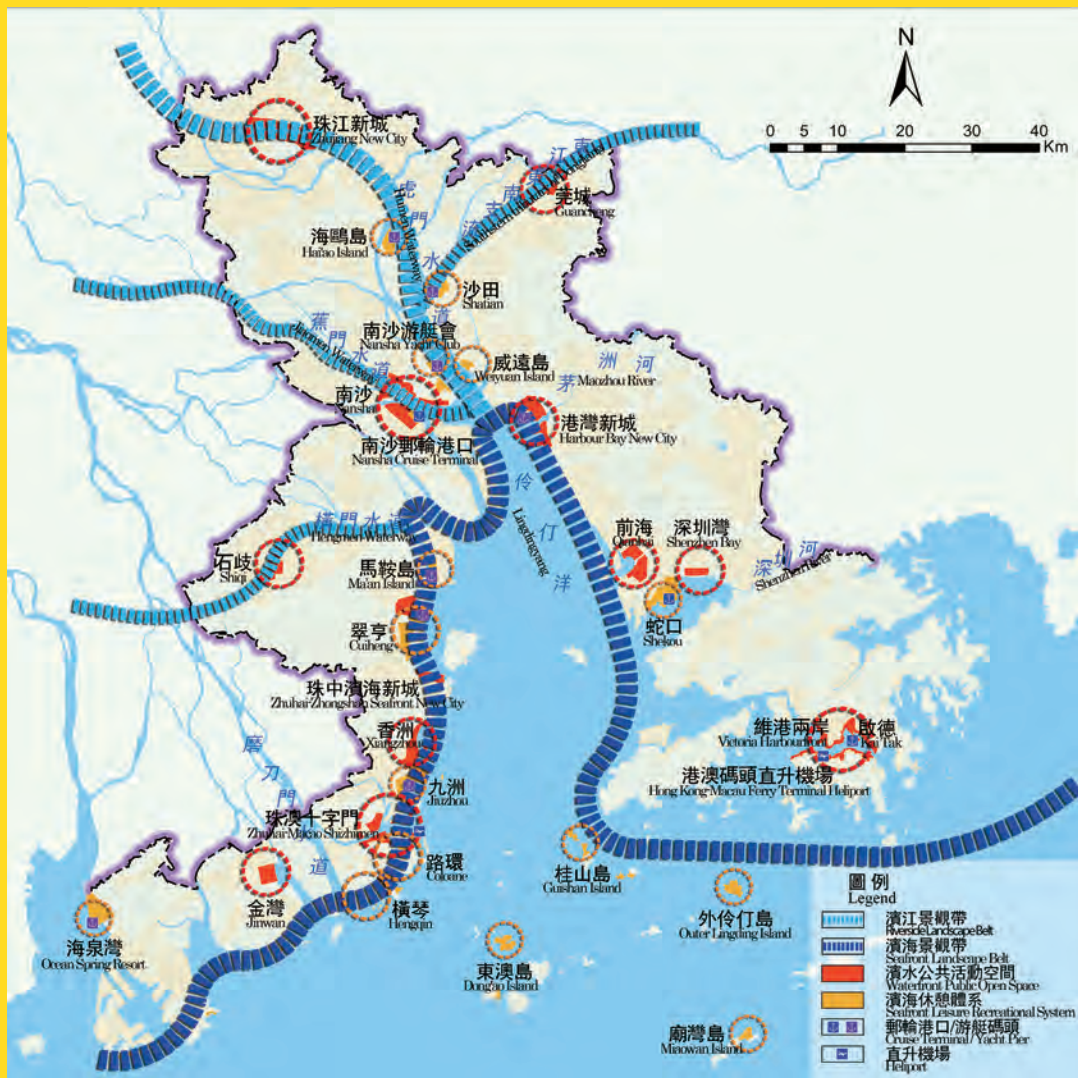 N
0 5 10 20 30 40
Km
珠江新城
Zhujiang New City
東江南支流
莞城
Guancheng
虎門水道
Humen Waterway
海鷗島
Hai'ao Island
沙田
Shatian
南沙游艇會
Nansha Yacht Club
威遠島
Weiyuan Island
茅洲河
Maozhou River
蕉門水道
Jiaomen Waterway
南沙
Nansha
港灣新城
Harbour Bay New City
南沙郵輪港口
Nansha Cruise Terminal
伶仃洋
Lingdingyang
橫門水道
Hengmen Waterway
前海
Qianhai
深圳灣
Shenzhen Bay
深圳河
Shenzhen River
石歧
Shiqi
馬鞍島
Ma'an Island
蛇口
Shekou
翠亨
Cuiheng
珠中濱海新城
Zhuhai-Zhongshan Seafront New City
香洲
Xiangzhou
維港兩岸
Victoria Harbourfront
啟德
Kai Tak
港澳碼頭直升機場
Hong Kong-Macau Ferry Terminal Heliport
磨刀門水道
九洲
Jiuzhou
珠澳十字門
Zhuhai-Macao Shizhimen
路環
Coloane
桂山島
Guishan Island
金灣
Jinwan
橫琴
Hengqin
外伶仃島
Outer Lingding Island
海泉灣
Ocean Spring Resort
東澳島
Dong'ao Island
廟灣島
Miaowan Island
圖例
Legend
濱江景觀帶
Riverside Landscape Belt
濱海景觀帶
Seafront Landscape Belt
濱水公共活動空間
Waterfront Public Open Space
濱海休憩體系
Seafront Leisure Recreational System
郵輪港口/游艇碼頭
Cruise Terminal / Yacht Pier
直升機場
Heliport